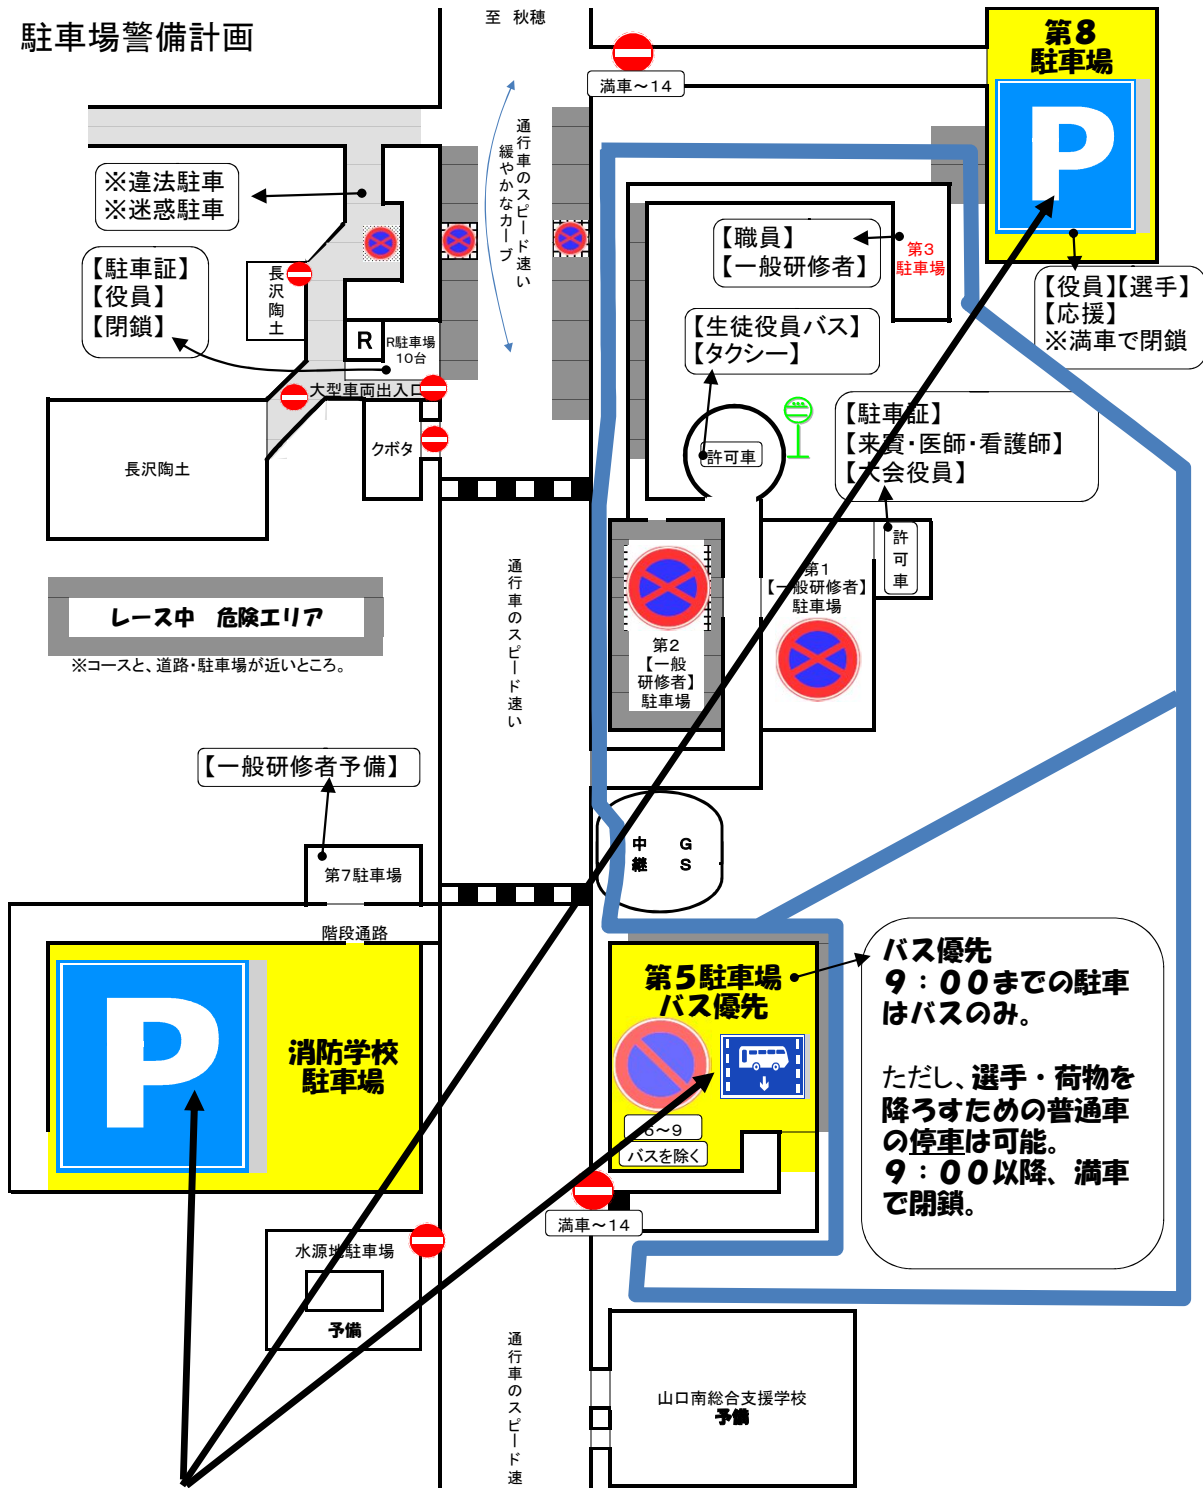 駐車場警備計画
至 秋穂
第8
駐車場
P
満車～14
通行車のスピード速い
緩やかなカーブ
※違法駐車
※迷惑駐車
【職員】
【一般研修者】
第3
駐車場
【駐車証】
【役員】
【閉鎖】
長沢陶土
【役員】【選手】
【応援】
※満車で閉鎖
R
R駐車場
10台
【生徒役員バス】
【タクシー】
大型車両出入口
クボタ
長沢陶土
許可車
【駐車証】
【来賓・医師・看護師】
【大会役員】
許可車
通行車のスピード速い
第1
【一般研修者】
駐車場
レース中 危険エリア
※コースと、道路・駐車場が近いところ。
第2
【一般
研修者】
駐車場
【一般研修者予備】
中継
GS
第7駐車場
階段通路
P
消防学校
駐車場
第5駐車場
バス優先
6～9
バスを除く
バス優先
9：00までの駐車
はバスのみ。
ただし、選手・荷物を
降ろすための普通車
の停車は可能。
9：00以降、満車
で閉鎖。
満車～14
水源地駐車場
予備
通行車のスピード速
山口南総合支援学校
予備